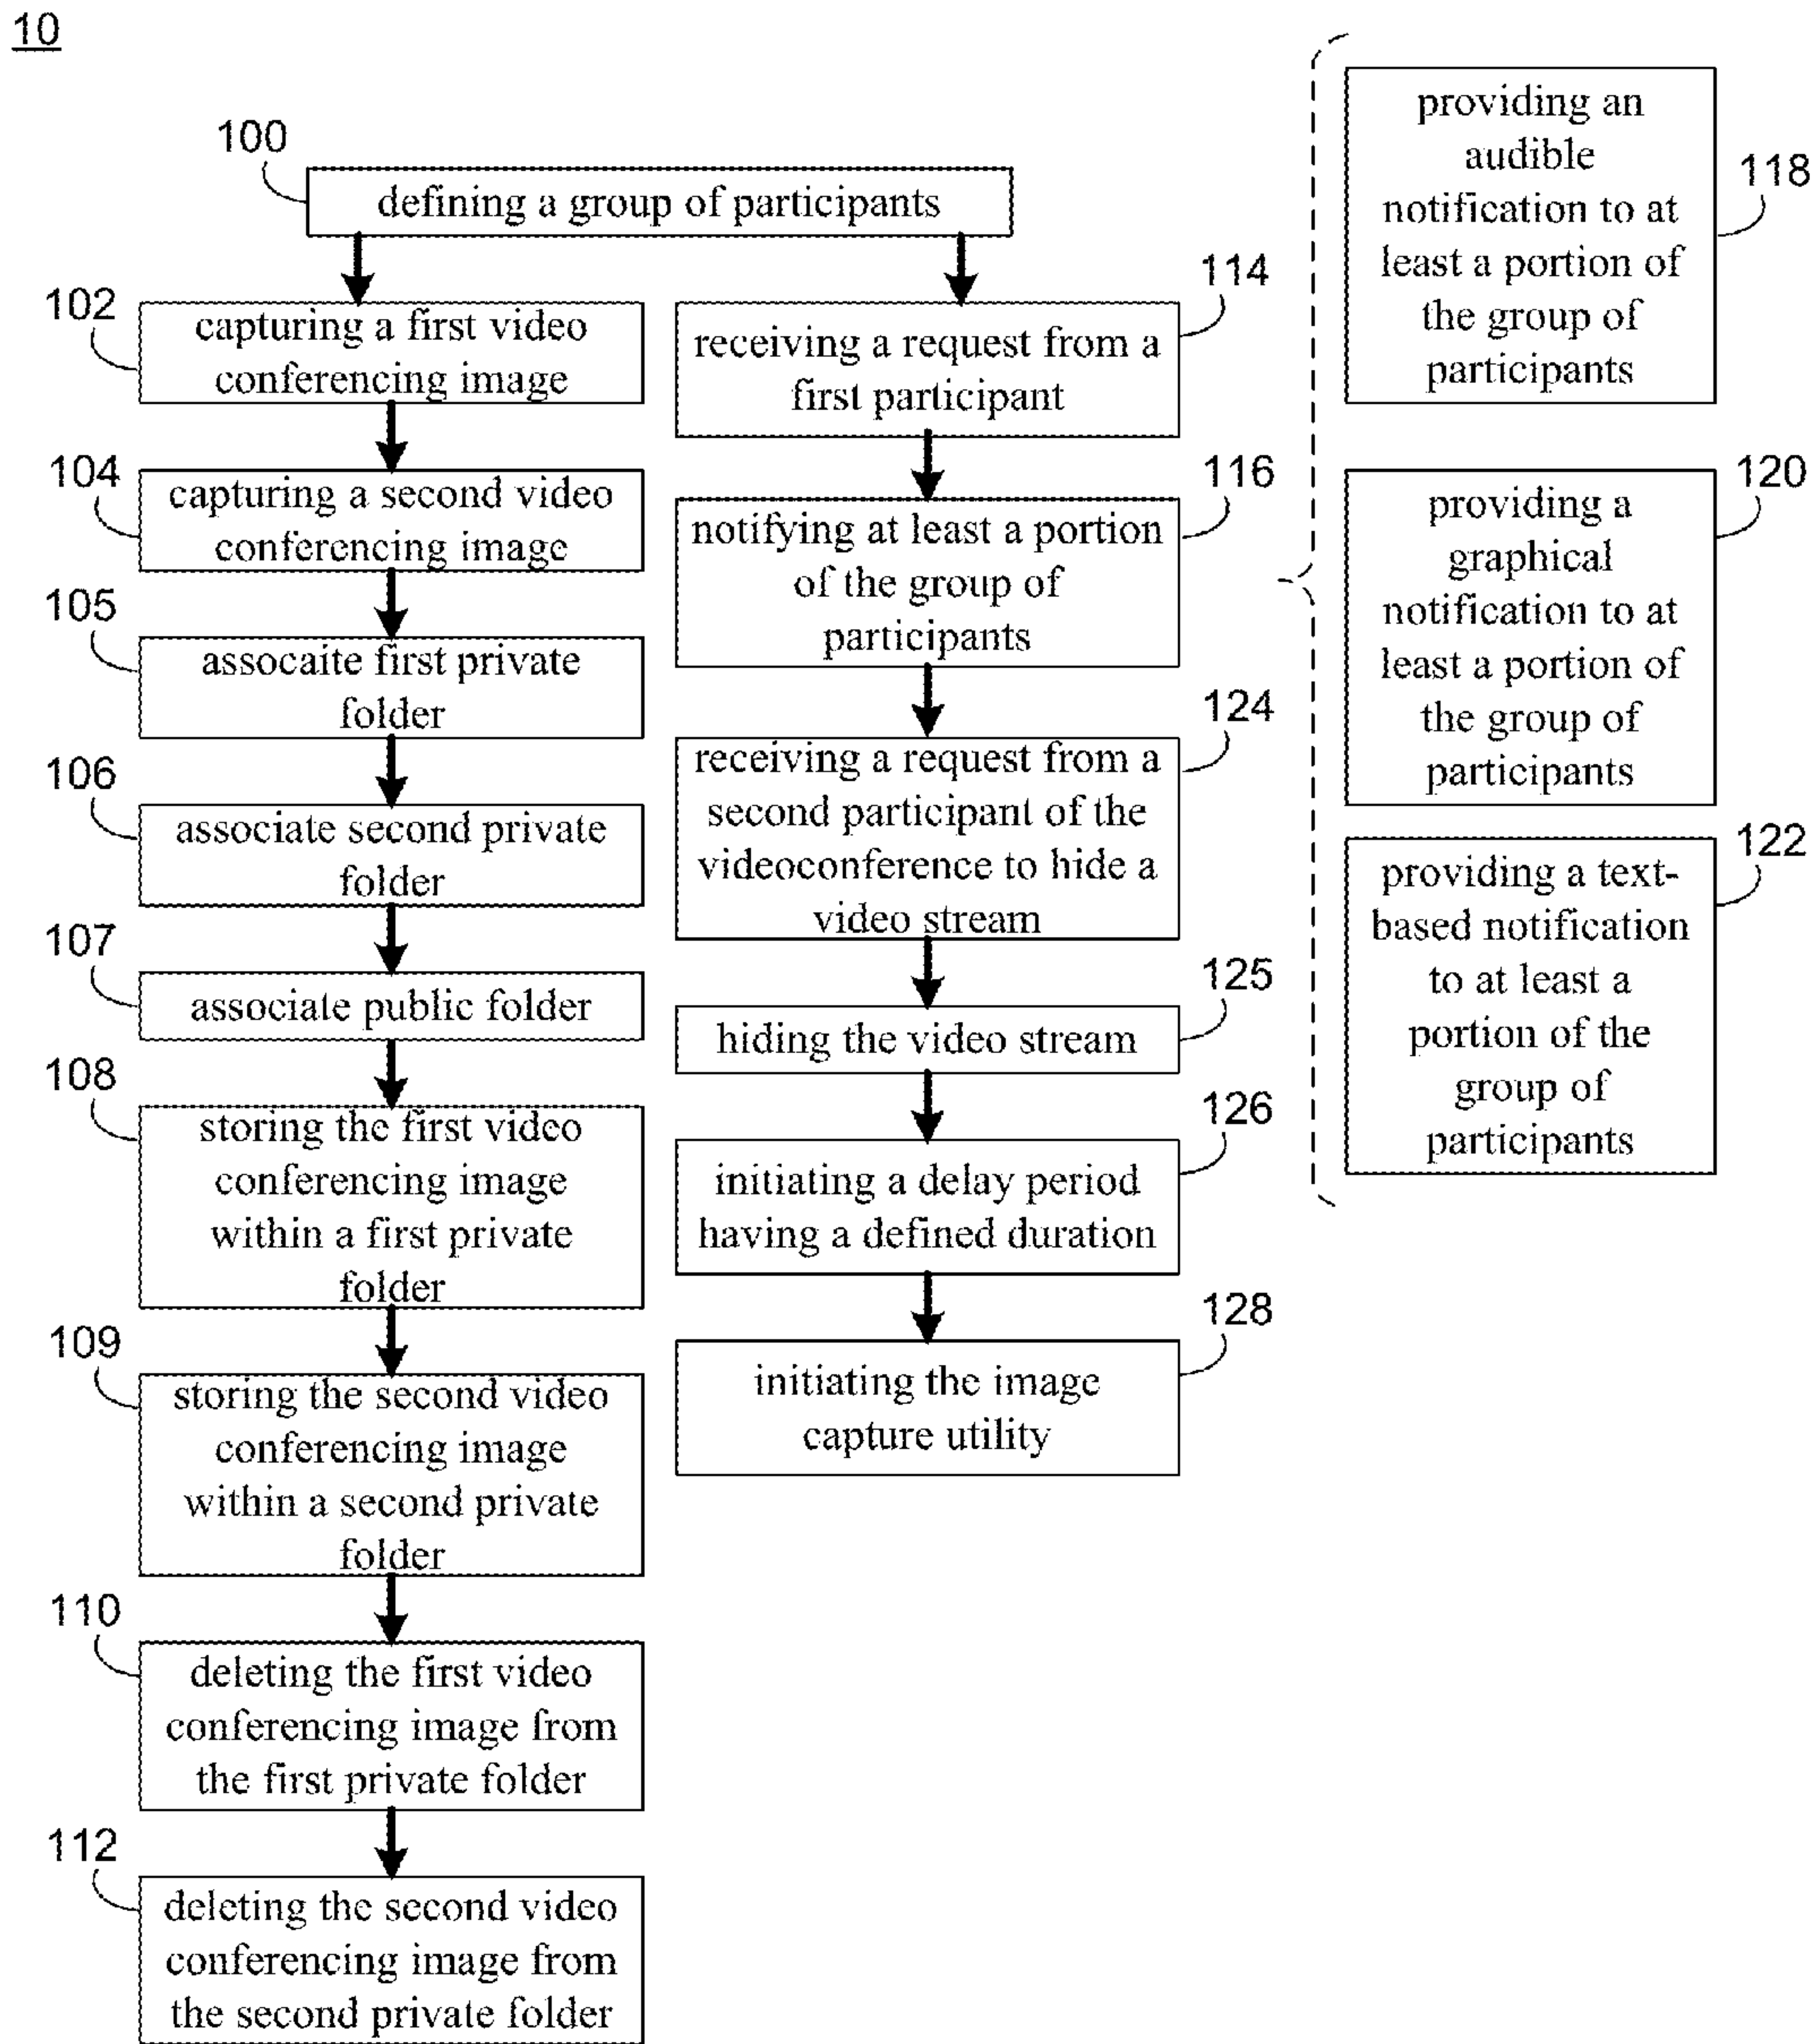 10
100
defining a group of participants
102
capturing a first video
conferencing image
104
capturing a second video
conferencing image
105
assocaite first private
folder
106
associate second private
folder
107
associate public folder
108
storing the first video
conferencing image
within a first private
folder
109
storing the second video
conferencing image
within a second private
folder
110
deleting the first video
conferencing image from
the first private folder
112
deleting the second video
conferencing image from
the second private folder
114
receiving a request from a
first participant
116
notifying at least a portion
of the group of
participants
124
receiving a request from a
second participant of the
videoconference to hide a
video stream
125
hiding the video stream
126
initiating a delay period
having a defined duration
128
initiating the image
capture utility
118
providing an
audible
notification to at
least a portion of
the group of
participants
120
providing a
graphical
notification to at
least a portion of
the group of
participants
122
providing a text-
based notification
to at least a
portion of the
group of
participants